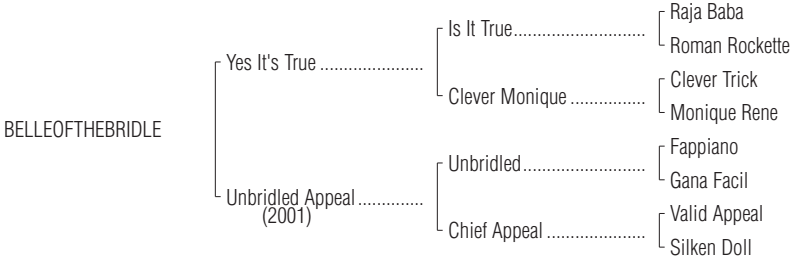 Raja Baba
Is It True............................
Roman Rockette
Yes It's True ......................
Clever Trick
Clever Monique ................
Monique Rene
BELLEOFTHEBRIDLE
Fappiano
Unbridled..........................
Gana Facil
Unbridled Appeal ..............
(2001)
Valid Appeal
Chief Appeal .....................
Silken Doll